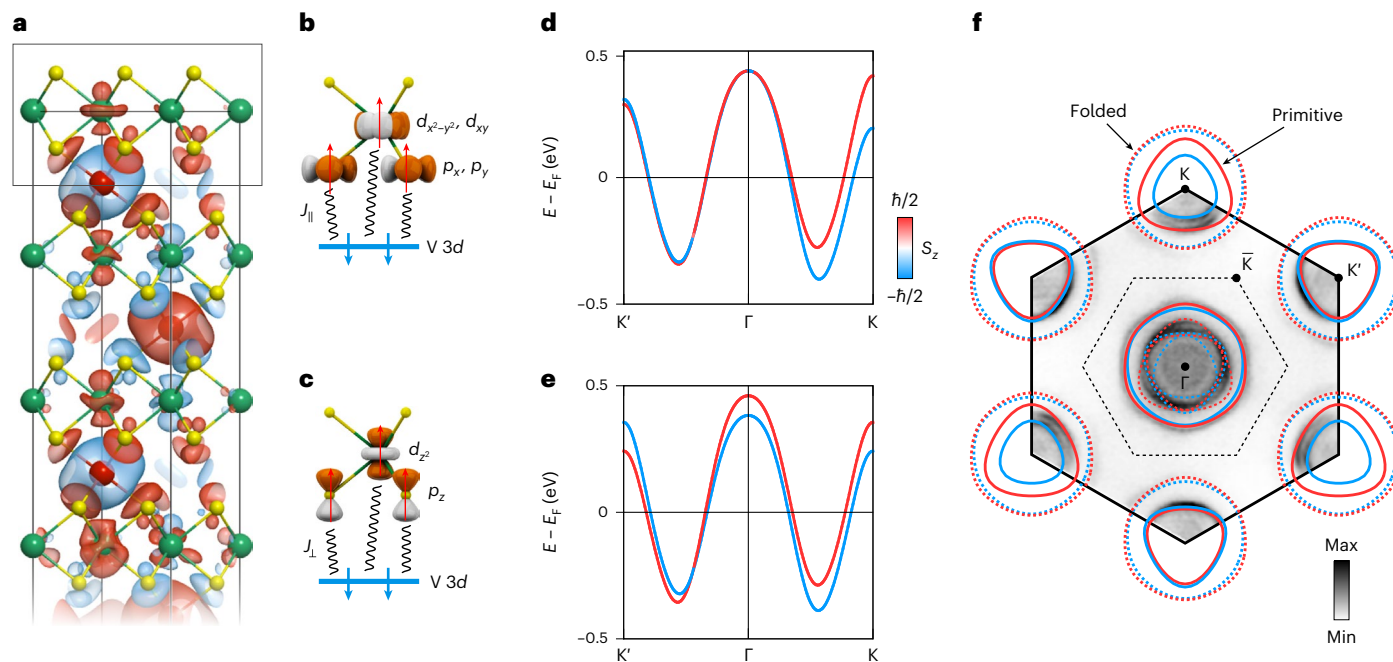 a
b
d_{x²−y²}, d_{xy}
p_x, p_y
J_{||}
V 3d
c
d_{z²}
p_z
J_⊥
V 3d
d
0.5
E − E_F (eV)
0
−0.5
K′
Γ
K
ℏ/2
S_z
−ℏ/2
e
0.5
E − E_F (eV)
0
−0.5
K′
Γ
K
f
Folded
Primitive
K
K̅
K′
Γ
Max
Min